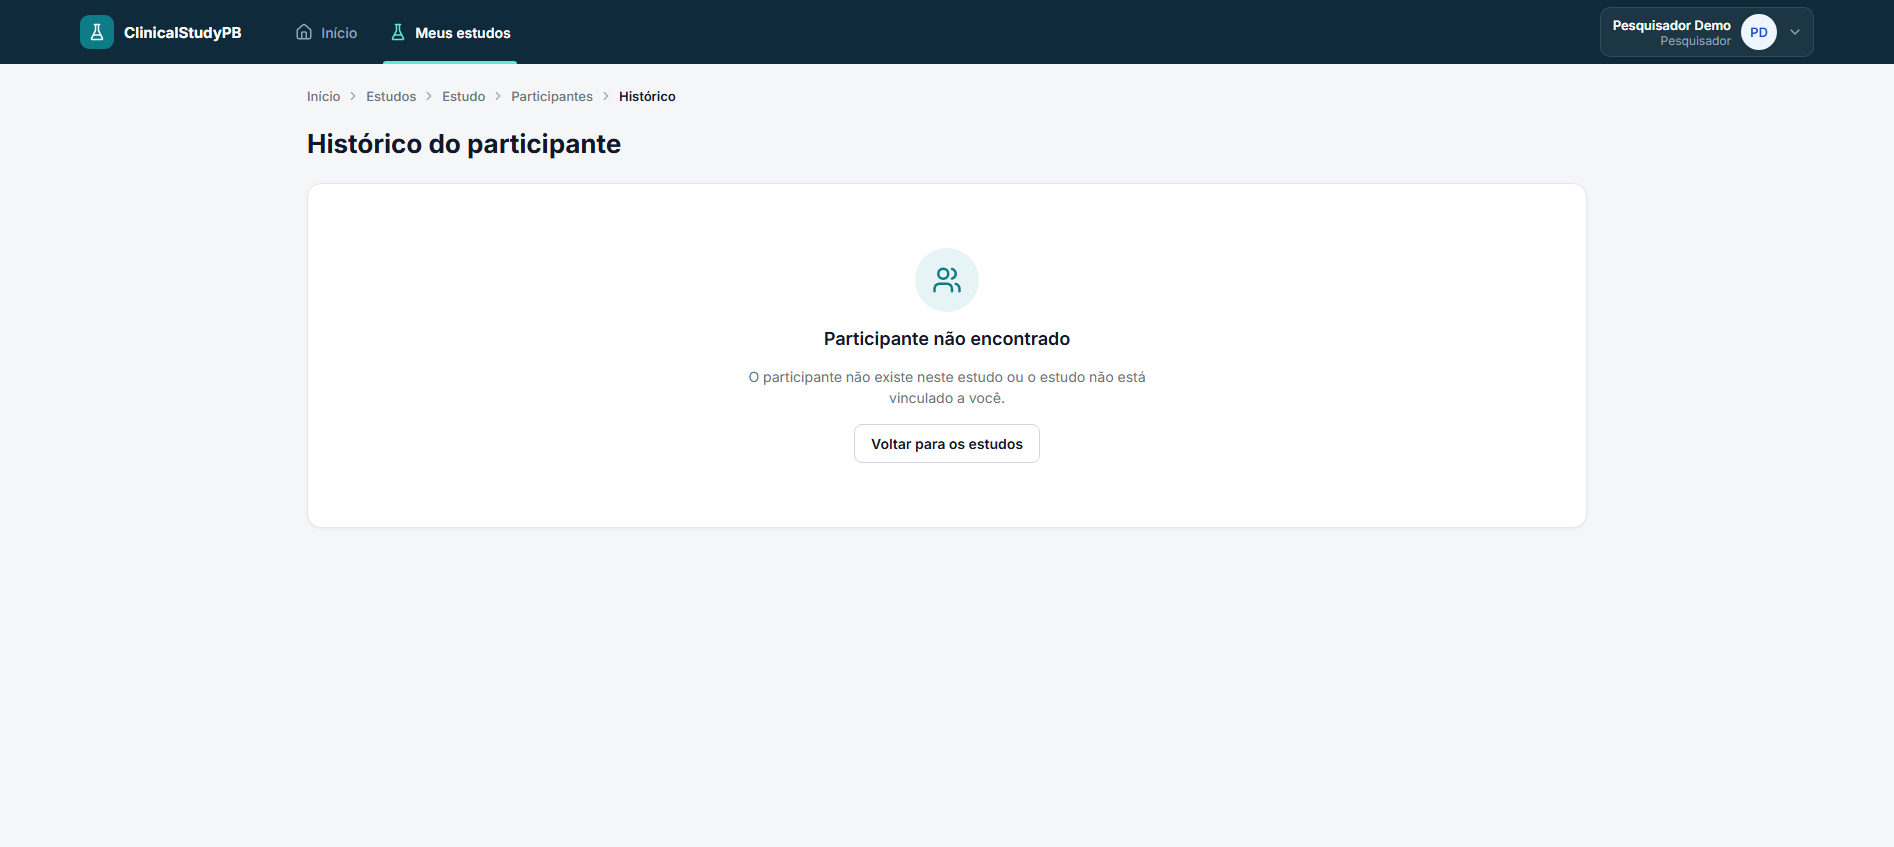 ClinicalStudyPB
Início
Meus estudos
Pesquisador Demo
Pesquisador
PD
Início > Estudos > Estudo > Participantes > Histórico
Histórico do participante
Participante não encontrado
O participante não existe neste estudo ou o estudo não está
vinculado a você.
Voltar para os estudos